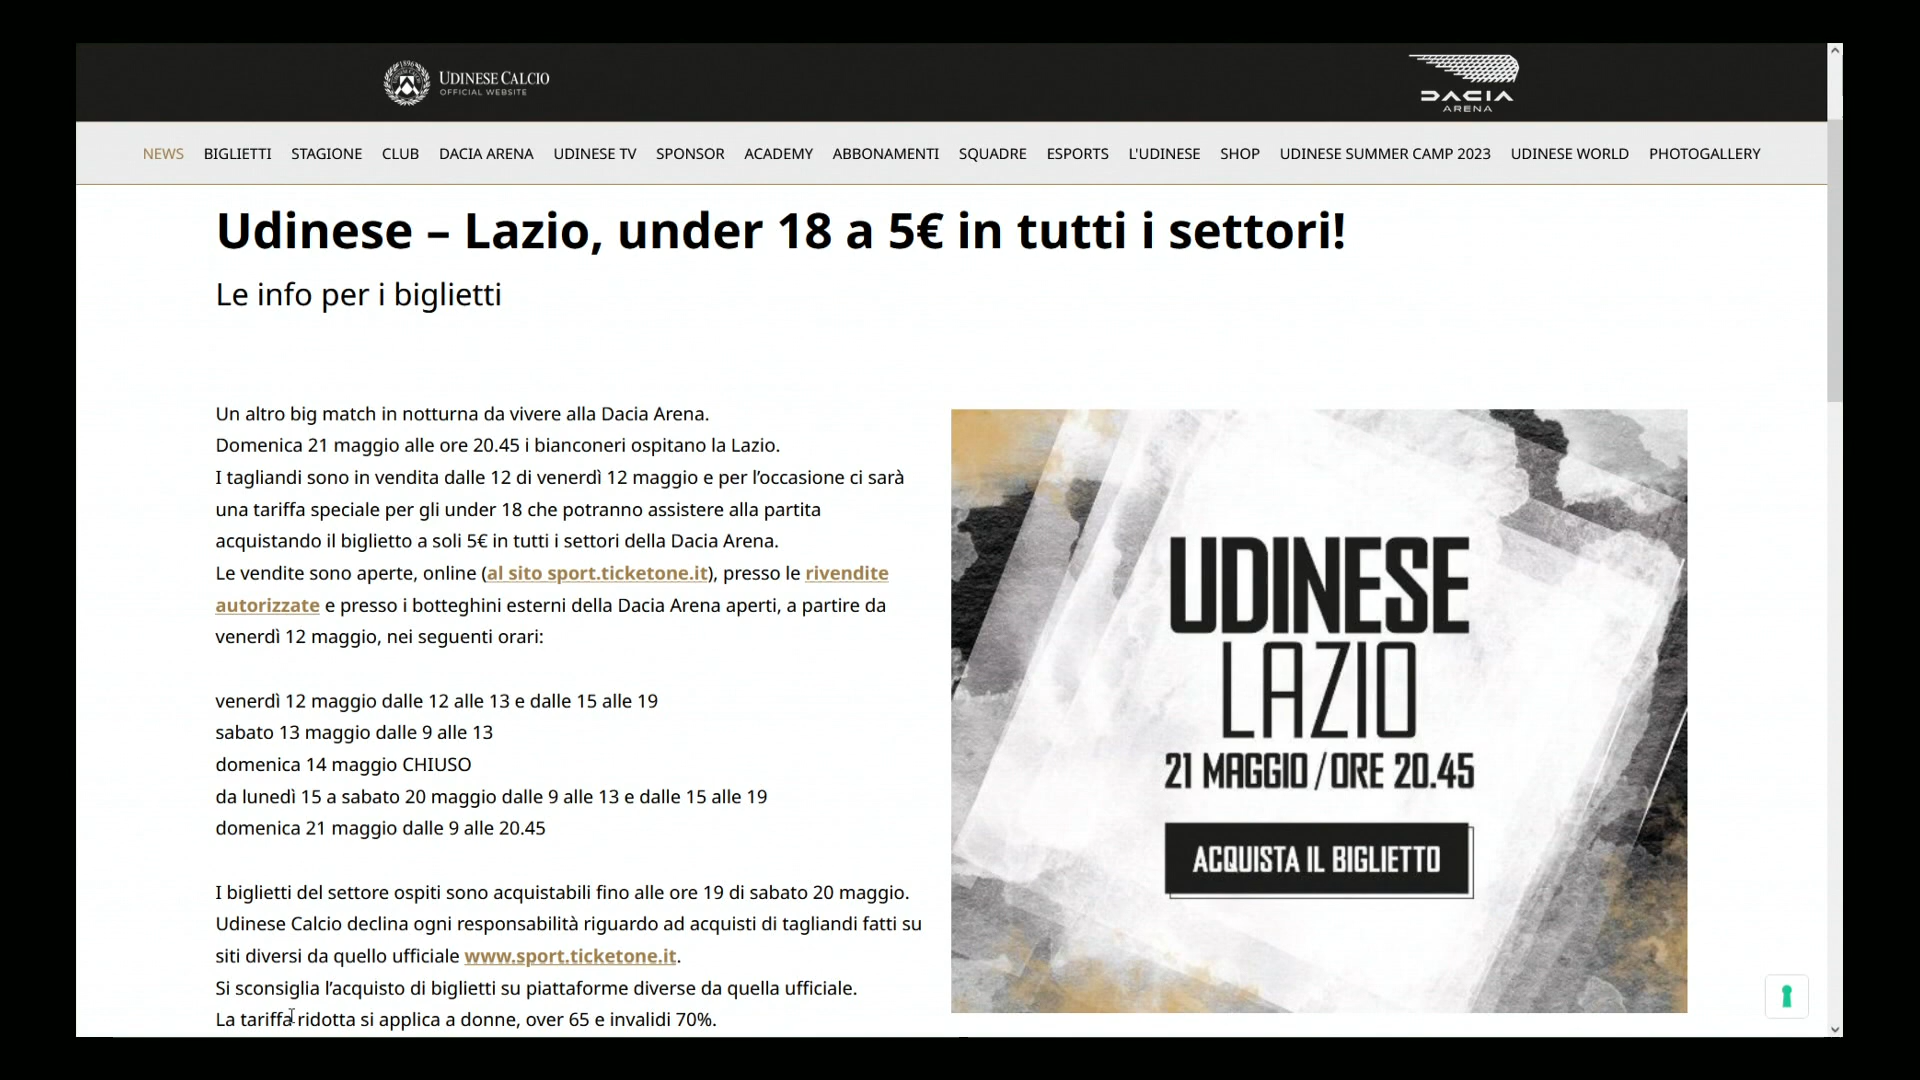 UDINESE CALCIO
OFFICIAL WEBSITE
DACIA
ARENA
NEWS BIGLIETTI STAGIONE CLUB DACIA ARENA UDINESE TV SPONSOR ACADEMY ABBONAMENTI SQUADRE ESPORTS L'UDINESE SHOP UDINESE SUMMER CAMP 2023 UDINESE WORLD PHOTOGALLERY
Udinese – Lazio, under 18 a 5€ in tutti i settori!
Le info per i biglietti
Un altro big match in notturna da vivere alla Dacia Arena.
Domenica 21 maggio alle ore 20.45 i bianconeri ospitano la Lazio.
I tagliandi sono in vendita dalle 12 di venerdì 12 maggio e per l’occasione ci sarà
una tariffa speciale per gli under 18 che potranno assistere alla partita
acquistando il biglietto a soli 5€ in tutti i settori della Dacia Arena.
Le vendite sono aperte, online (al sito sport.ticketone.it), presso le rivendite
autorizzate e presso i botteghini esterni della Dacia Arena aperti, a partire da
venerdì 12 maggio, nei seguenti orari:
venerdì 12 maggio dalle 12 alle 13 e dalle 15 alle 19
sabato 13 maggio dalle 9 alle 13
domenica 14 maggio CHIUSO
da lunedì 15 a sabato 20 maggio dalle 9 alle 13 e dalle 15 alle 19
domenica 21 maggio dalle 9 alle 20.45
I biglietti del settore ospiti sono acquistabili fino alle ore 19 di sabato 20 maggio.
Udinese Calcio declina ogni responsabilità riguardo ad acquisti di tagliandi fatti su
siti diversi da quello ufficiale www.sport.ticketone.it.
Si sconsiglia l’acquisto di biglietti su piattaforme diverse da quella ufficiale.
La tariffa ridotta si applica a donne, over 65 e invalidi 70%.
UDINESE
LAZIO
21 MAGGIO / ORE 20.45
ACQUISTA IL BIGLIETTO